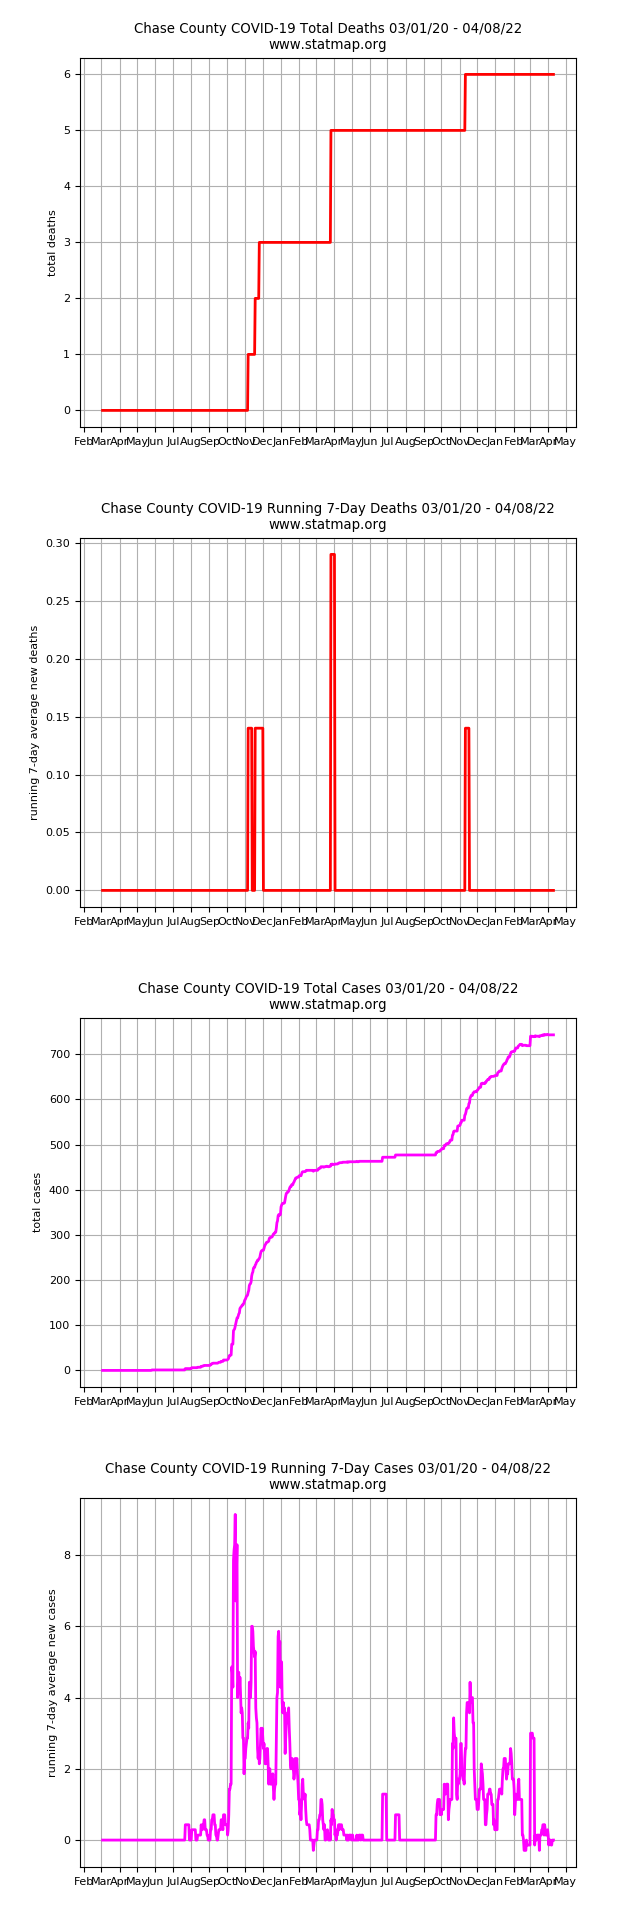 Chase County COVID-19 Total Deaths 03/01/20 - 04/08/22
www.statmap.org
6
5
4
3
2
1
0
total deaths
Feb Mar Apr May Jun Jul Aug Sep Oct Nov Dec Jan Feb Mar Apr May Jun Jul Aug Sep Oct Nov Dec Jan Feb Mar Apr May
Chase County COVID-19 Running 7-Day Deaths 03/01/20 - 04/08/22
www.statmap.org
0.30
0.25
0.20
0.15
0.10
0.05
0.00
running 7-day average new deaths
Feb Mar Apr May Jun Jul Aug Sep Oct Nov Dec Jan Feb Mar Apr May Jun Jul Aug Sep Oct Nov Dec Jan Feb Mar Apr May
Chase County COVID-19 Total Cases 03/01/20 - 04/08/22
www.statmap.org
700
600
500
400
300
200
100
0
total cases
Feb Mar Apr May Jun Jul Aug Sep Oct Nov Dec Jan Feb Mar Apr May Jun Jul Aug Sep Oct Nov Dec Jan Feb Mar Apr May
Chase County COVID-19 Running 7-Day Cases 03/01/20 - 04/08/22
www.statmap.org
8
6
4
2
0
running 7-day average new cases
Feb Mar Apr May Jun Jul Aug Sep Oct Nov Dec Jan Feb Mar Apr May Jun Jul Aug Sep Oct Nov Dec Jan Feb Mar Apr May